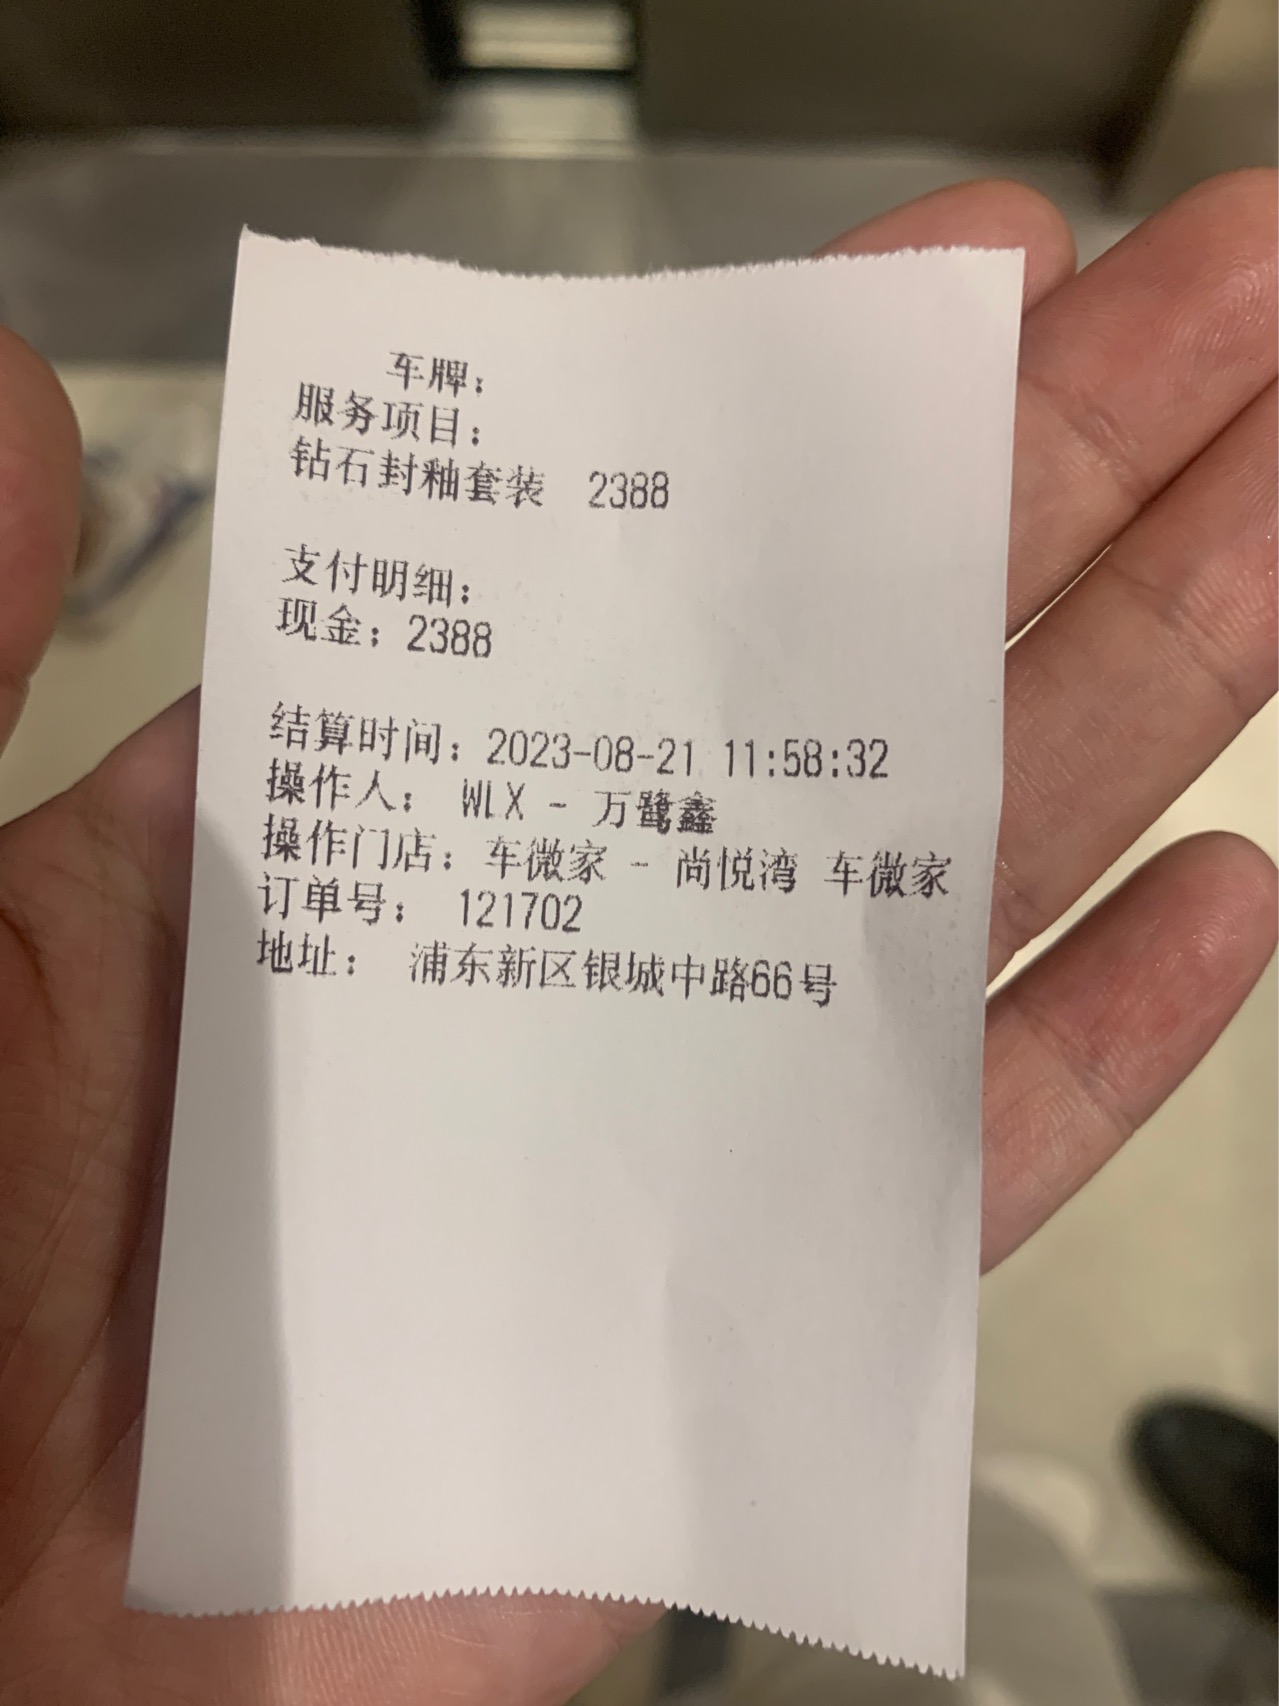 车牌：
服务项目：
钻石封釉套装 2388
支付明细：
现金：2388
结算时间：2023-08-21 11:58:32
操作人： WLX - 万鹭鑫
操作门店：车微家 - 尚悦湾 车微家
订单号： 121702
地址： 浦东新区银城中路66号